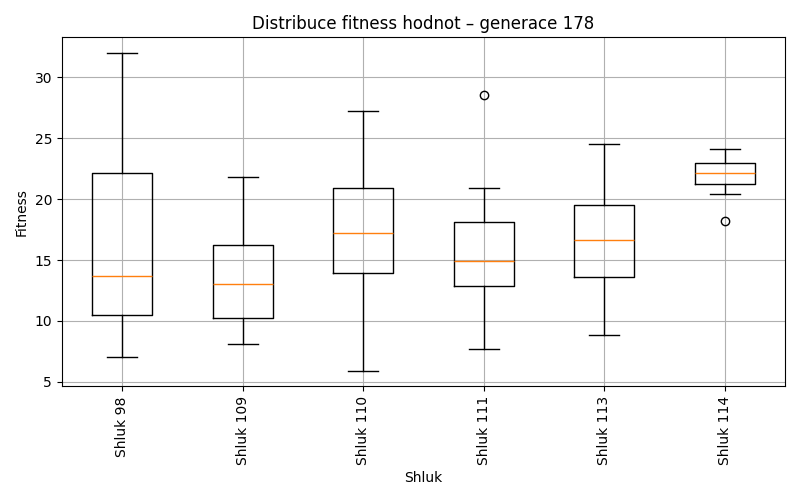 Distribuce fitness hodnot – generace 178
Fitness
30
25
20
15
10
5
Shluk 98
Shluk 109
Shluk 110
Shluk 111
Shluk 113
Shluk 114
Shluk